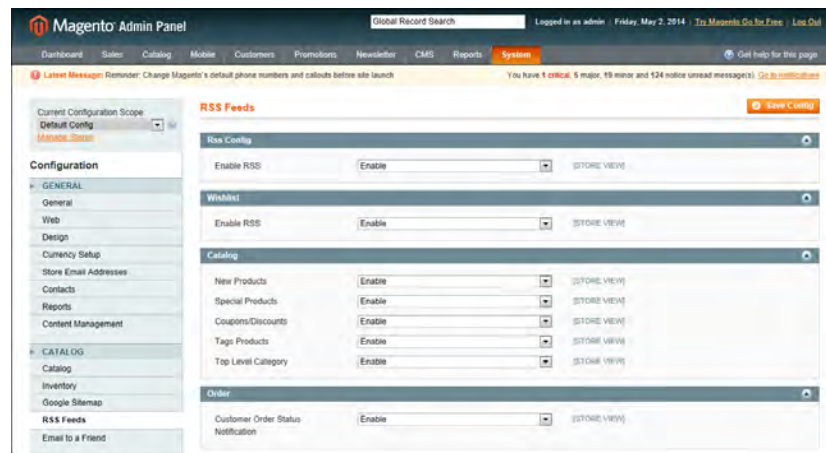 Magento Admin Panel
Global Record Search
Logged in as admin | Friday, May 2, 2014 | Try Magento Go for Free | Log Out
Dashboard Sales Catalog Mobile Customers Promotions Newsletter CMS Reports System
Get help for this page
Latest Message: Reminder: Change Magento's default phone numbers and callouts before site launch
You have 1 critical, 5 major, 19 minor and 124 notice unread message(s). Go to notifications
Current Configuration Scope:
Default Config
Manage Stores
Configuration
GENERAL
General
Web
Design
Currency Setup
Store Email Addresses
Contacts
Reports
Content Management
CATALOG
Catalog
Inventory
Google Sitemap
RSS Feeds
Email to a Friend
RSS Feeds
Save Config
Rss Config
Enable RSS Enable [STORE VIEW]
Wishlist
Enable RSS Enable [STORE VIEW]
Catalog
New Products Enable [STORE VIEW]
Special Products Enable [STORE VIEW]
Coupons/Discounts Enable [STORE VIEW]
Tags Products Enable [STORE VIEW]
Top Level Category Enable [STORE VIEW]
Order
Customer Order Status Enable [STORE VIEW]
Notification